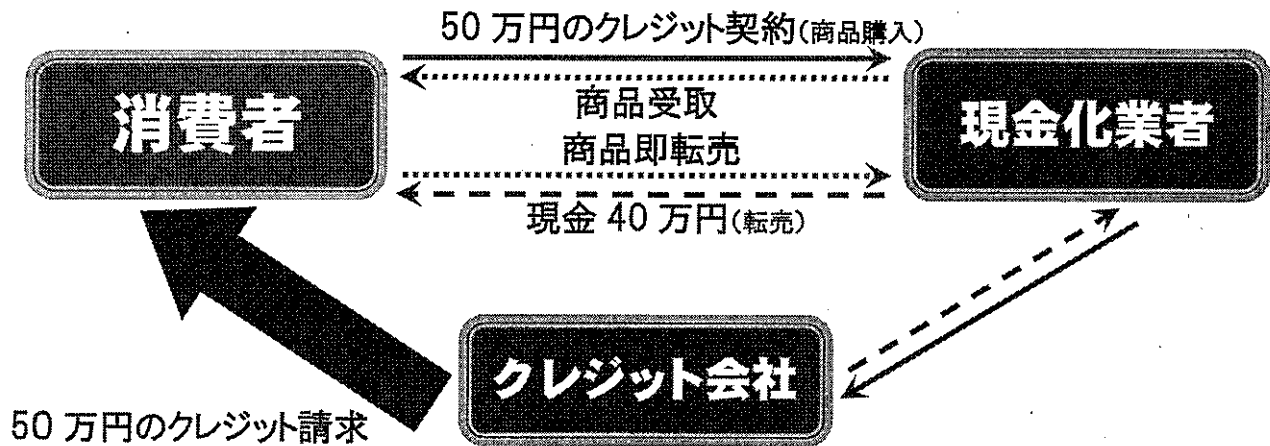 50 万円のクレジット契約(商品購入)
消費者
商品受取
現金化業者
商品即転売
現金 40 万円(転売)
クレジット会社
50 万円のクレジット請求